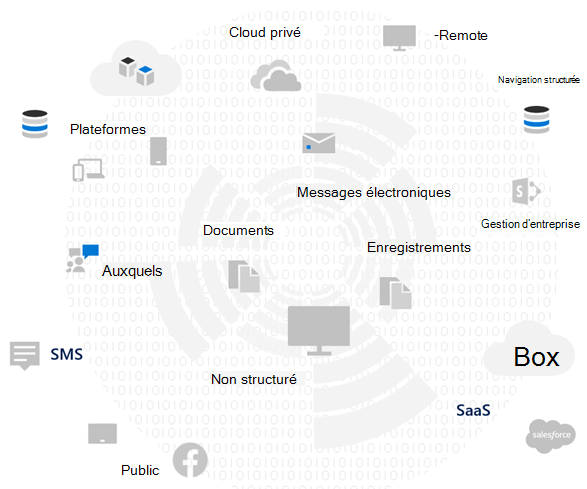 Cloud privé
-Remote
Navigation structurée
Plateformes
Messages électroniques
S
Gestion d'entreprise
Documents
Enregistrements
Auxquels
SMS
Box
Non structuré
SaaS
salesforce
Public